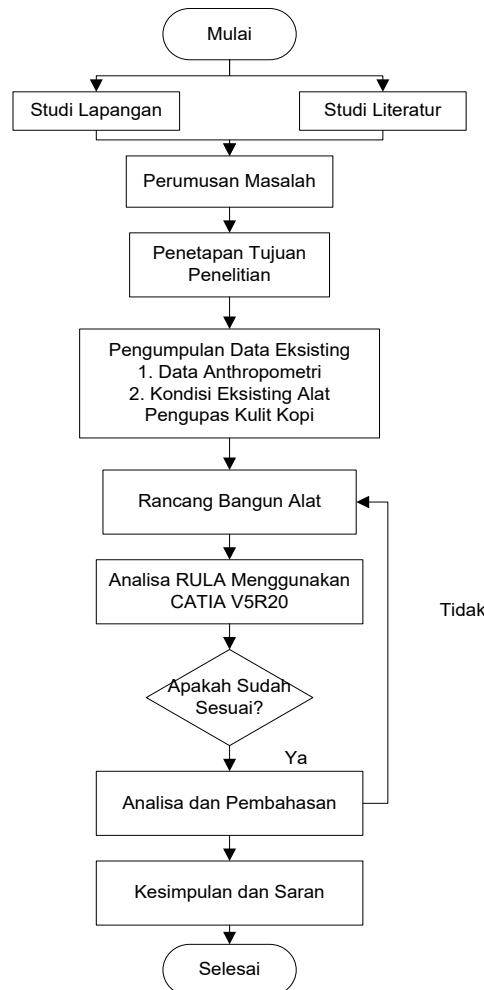 Mulai
Studi Lapangan
Studi Literatur
Perumusan Masalah
Penetapan Tujuan
Penelitian
Pengumpulan Data Eksisting
1. Data Anthropometri
2. Kondisi Eksisting Alat
Pengupas Kulit Kopi
Rancang Bangun Alat
Analisa RULA Menggunakan
CATIA V5R20
Tidak
Apakah Sudah
Sesuai?
Ya
Analisa dan Pembahasan
Kesimpulan dan Saran
Selesai